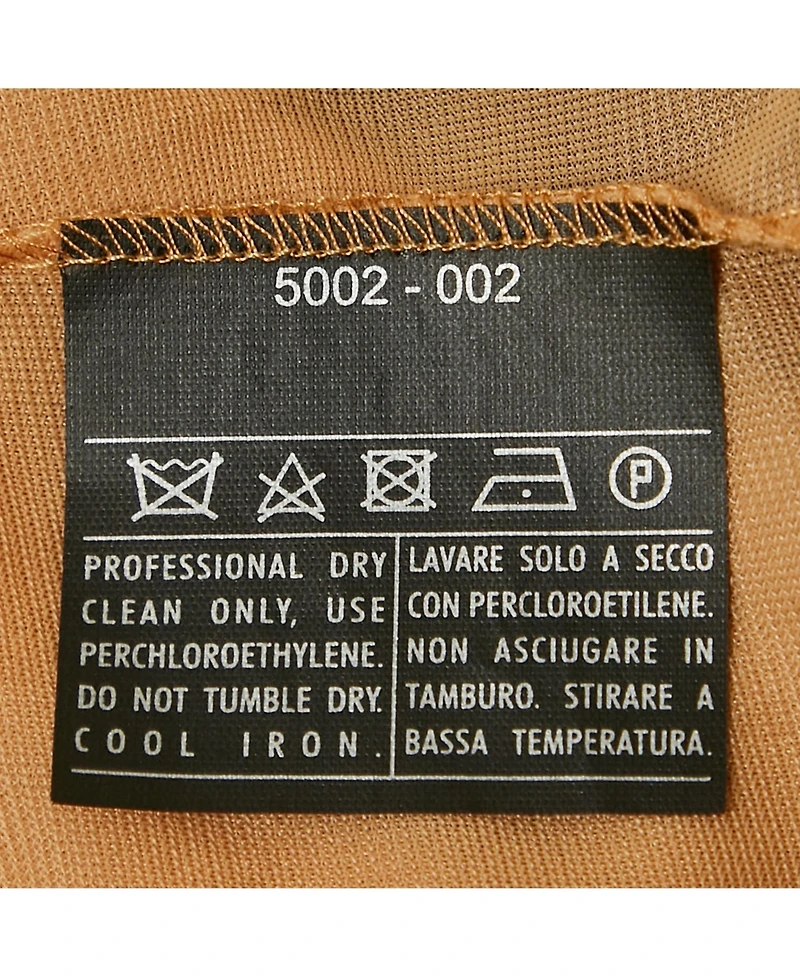 5002 - 002
P
PROFESSIONAL DRY
CLEAN ONLY, USE
PERCHLOROETHYLENE.
DO NOT TUMBLE DRY.
COOL IRON.
LAVARE SOLO A SECCO
CON PERCLOROETILENE.
NON ASCIUGARE IN
TAMBURO. STIRARE A
BASSA TEMPERATURA.